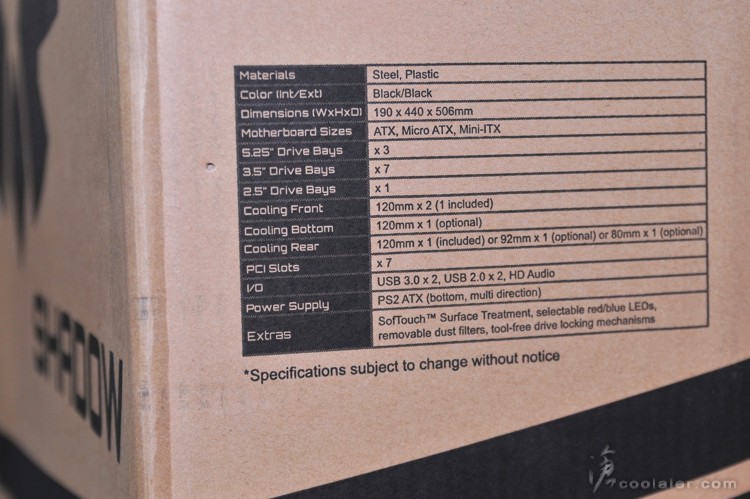 Materials Steel, Plastic
Color (Int/Ext) Black/Black
Dimensions (WxHxD) 190 x 440 x 506mm
Motherboard Sizes ATX, Micro ATX, Mini-ITX
5.25" Drive Bays x 3
3.5" Drive Bays x 7
2.5" Drive Bays x 1
Cooling Front 120mm x 2 (1 included)
Cooling Bottom 120mm x 1 (optional)
Cooling Rear 120mm x 1 (included) or 92mm x 1 (optional) or 80mm x 1 (optional)
PCI Slots x 7
I/O USB 3.0 x 2, USB 2.0 x 2, HD Audio
Power Supply PS2 ATX (bottom, multi direction)
Extras SofTouch™ Surface Treatment, selectable red/blue LEDs,
removable dust filters, tool-free drive locking mechanisms
*Specifications subject to change without notice
SHADOW
滄 coolaler.com